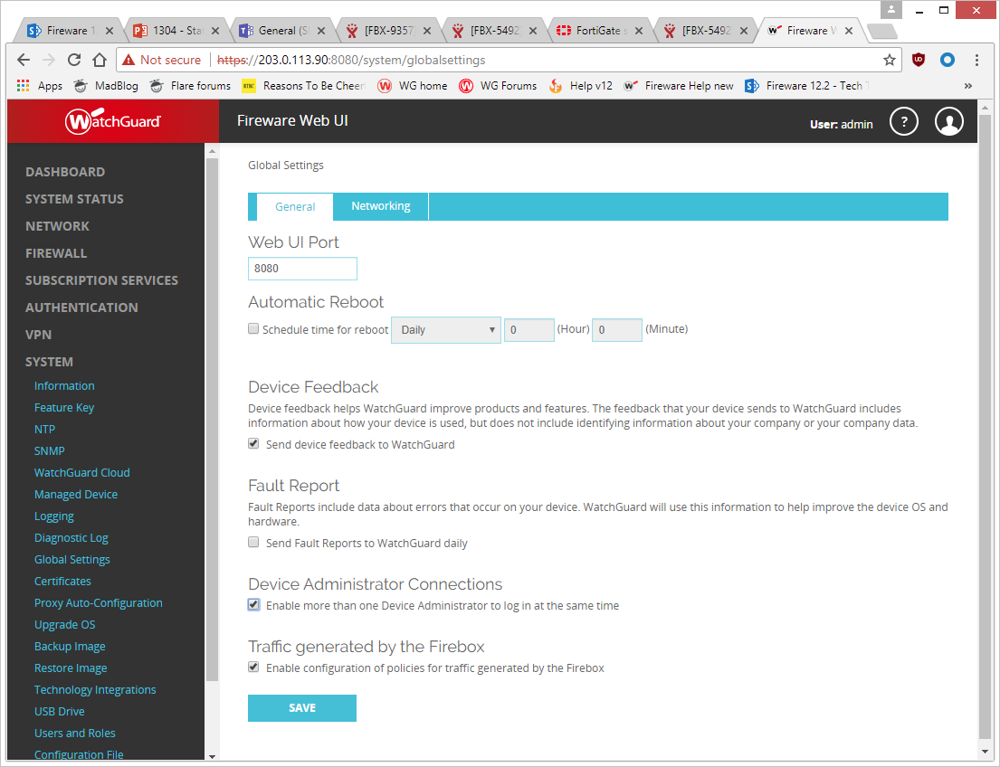 Fireware 1
1304 - Sta
General (S
[FBX-9357
[FBX-5492
FortiGate s
[FBX-5492
Fireware W
Not secure https://203.0.113.90:8080/system/globalsettings
Apps MadBlog Flare forums KTBC Reasons To Be Cheer WG home WG Forums Help v12 Fireware Help new Fireware 12.2 - Tech T »
WatchGuard
Fireware Web UI
User: admin ?
DASHBOARD
SYSTEM STATUS
NETWORK
FIREWALL
SUBSCRIPTION SERVICES
AUTHENTICATION
VPN
SYSTEM
Information
Feature Key
NTP
SNMP
WatchGuard Cloud
Managed Device
Logging
Diagnostic Log
Global Settings
Certificates
Proxy Auto-Configuration
Upgrade OS
Backup Image
Restore Image
Technology Integrations
USB Drive
Users and Roles
Configuration File
Global Settings
General Networking
Web UI Port
8080
Automatic Reboot
Schedule time for reboot Daily 0 (Hour) 0 (Minute)
Device Feedback
Device feedback helps WatchGuard improve products and features. The feedback that your device sends to WatchGuard includes
information about how your device is used, but does not include identifying information about your company or your company data.
Send device feedback to WatchGuard
Fault Report
Fault Reports include data about errors that occur on your device. WatchGuard will use this information to help improve the device OS and
hardware.
Send Fault Reports to WatchGuard daily
Device Administrator Connections
Enable more than one Device Administrator to log in at the same time
Traffic generated by the Firebox
Enable configuration of policies for traffic generated by the Firebox
SAVE